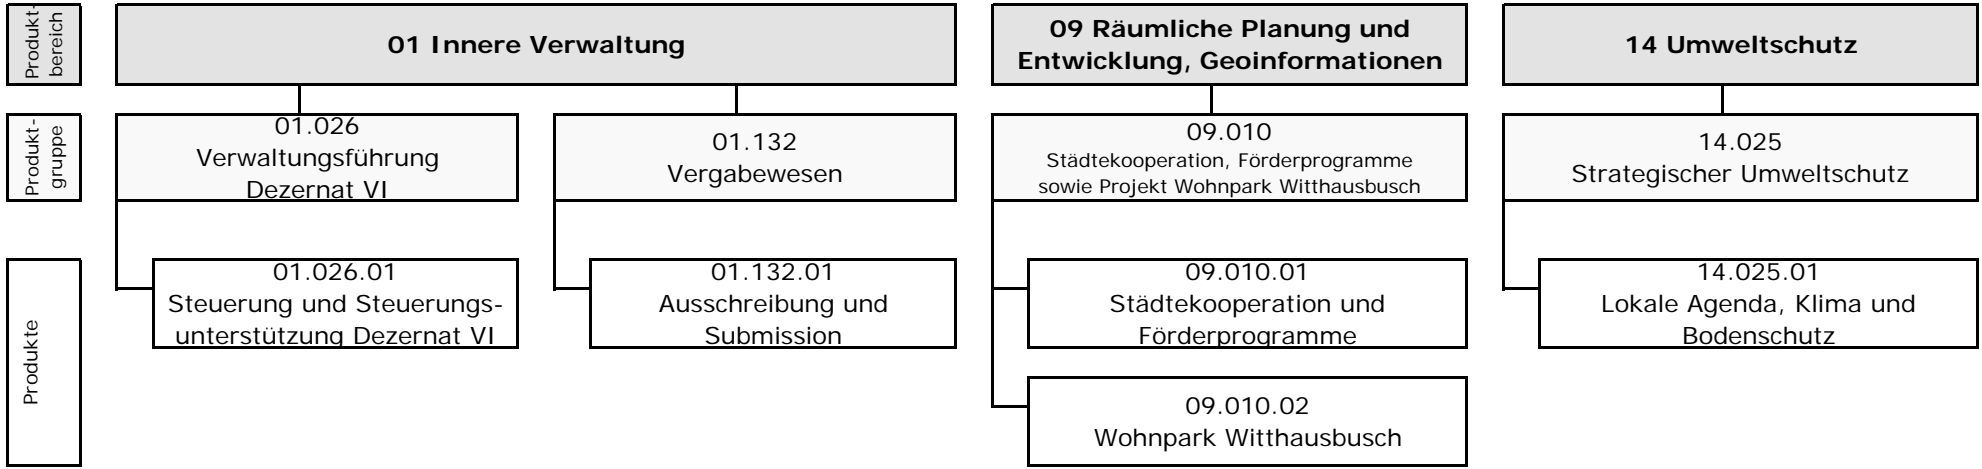 Produkt-
bereich
01 Innere Verwaltung
09 Räumliche Planung und
Entwicklung, Geoinformationen
14 Umweltschutz
Produkt-
gruppe
01.026
Verwaltungsführung
Dezernat VI
01.132
Vergabewesen
09.010
Städtekooperation, Förderprogramme
sowie Projekt Wohnpark Witthausbusch
14.025
Strategischer Umweltschutz
Produkte
01.026.01
Steuerung und Steuerungs-
unterstützung Dezernat VI
01.132.01
Ausschreibung und
Submission
09.010.01
Städtekooperation und
Förderprogramme
14.025.01
Lokale Agenda, Klima und
Bodenschutz
09.010.02
Wohnpark Witthausbusch